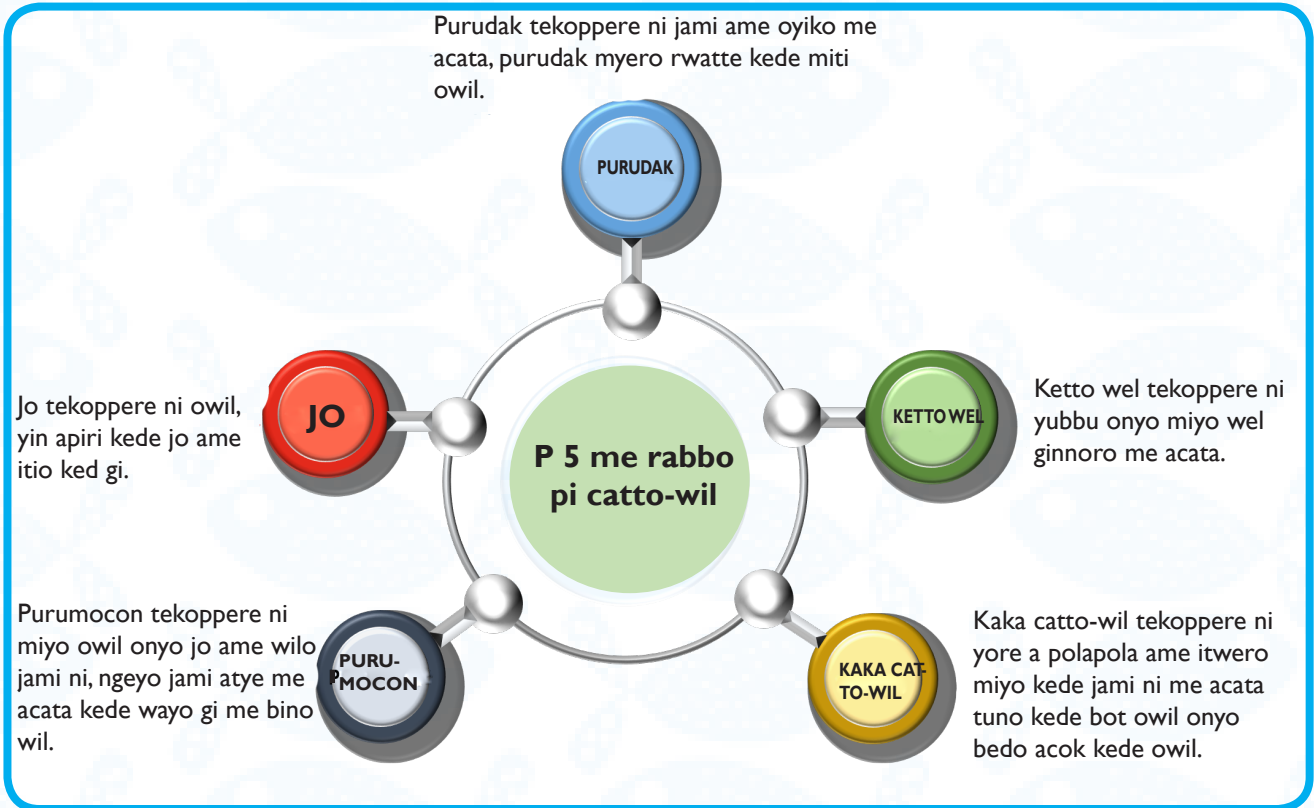 Purudak tekoppere ni jami ame oyiko me
acata, purudak myero rwatte kede miti
owil.
PURUDAK
JO
Jo tekoppere ni owil,
yin apiri kede jo ame
itio ked gi.
KETTO WEL
Ketto wel tekoppere ni
yubbu onyo miyo wel
ginnoro me acata.
P 5 me rabbo
pi catto-wil
Purumocon tekoppere ni
miyo owil onyo jo ame wilo
jami ni, ngeyo jami atye me
acata kede wayo gi me bino
wil.
PURU-
PMOCON
KAKA CAT-
TO-WIL
Kaka catto-wil tekoppere ni
yore a polapola ame itwero
miyo kede jami ni me acata
tuno kede bot owil onyo
bedo acok kede owil.